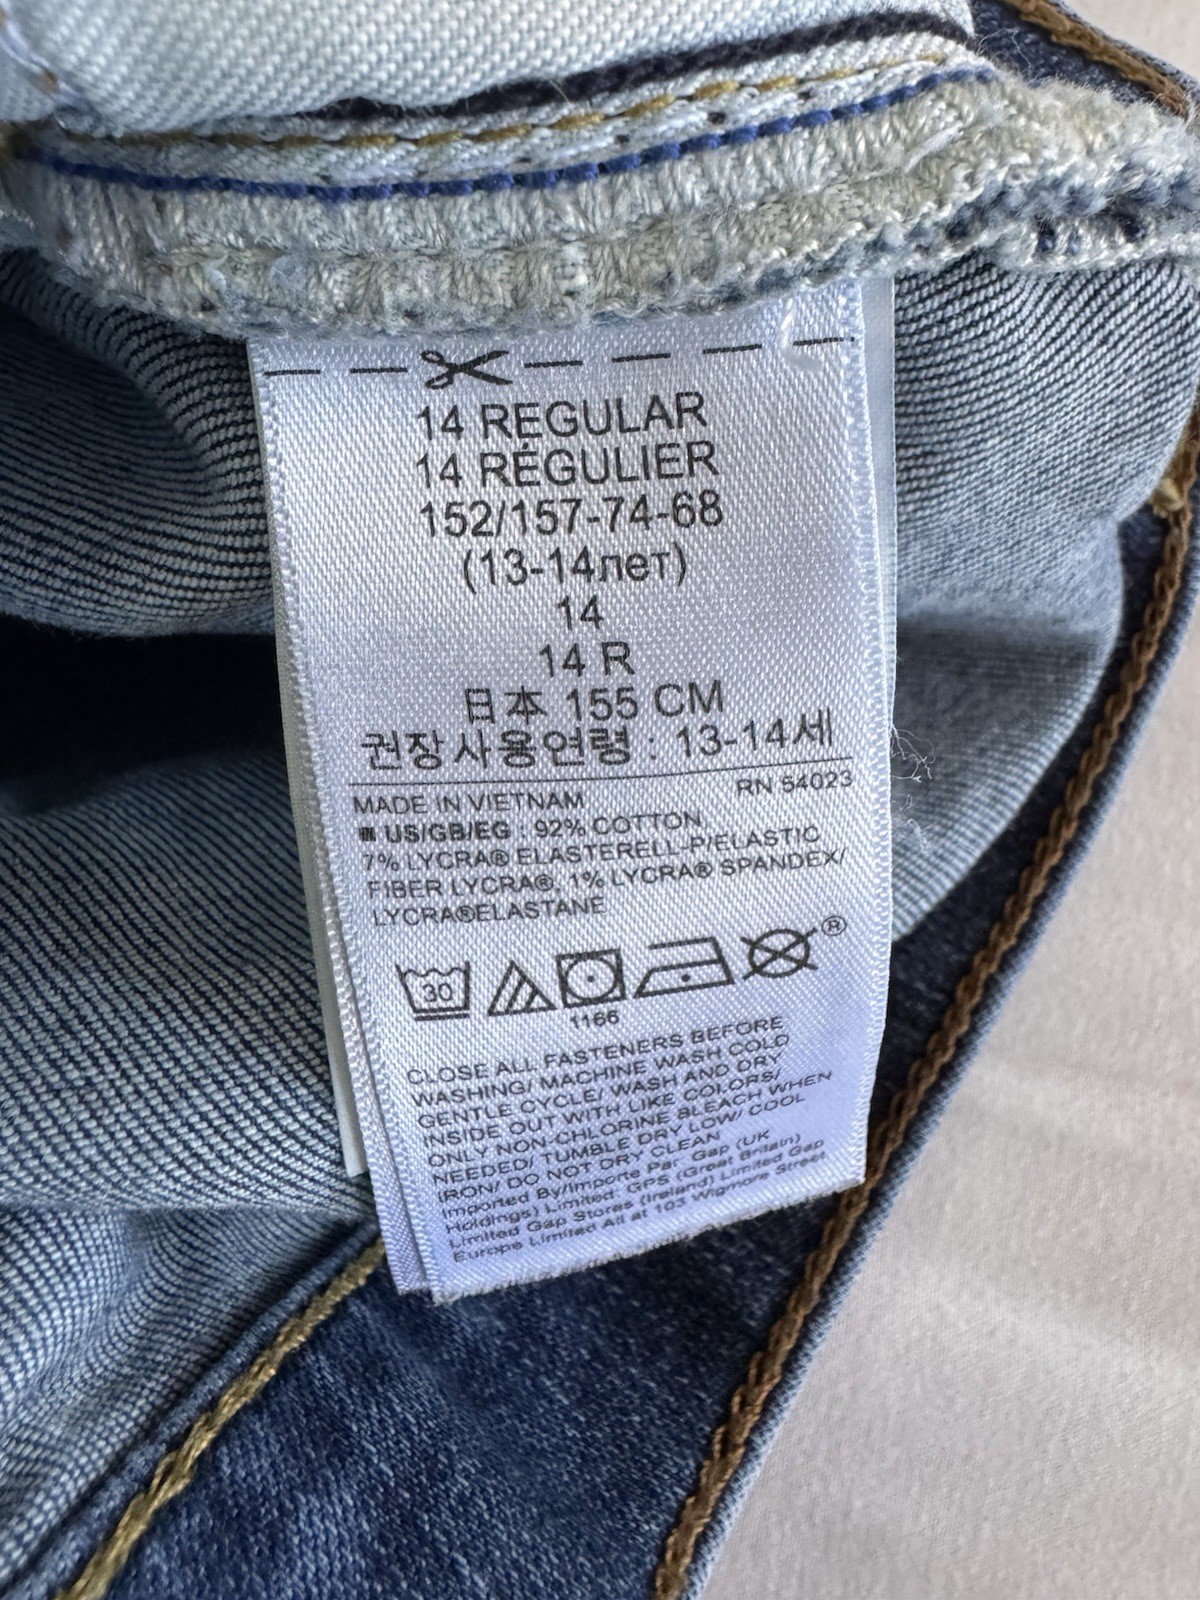 14 REGULAR
14 RÉGULIER
152/157-74-68
(13-14лет)
14
14 R
日本 155 CM
권장사용연령 : 13-14세
RN 54023
MADE IN VIETNAM
US/GB/EG : 92% COTTON
7% LYCRA® ELASTERELL-P/ELASTIC
FIBER LYCRA®, 1% LYCRA® SPANDEX/
LYCRA®ELASTANE
30
®
1166
CLOSE ALL FASTENERS BEFORE
WASHING/ MACHINE WASH COLD
GENTLE CYCLE/ WASH AND DRY
INSIDE OUT WITH LIKE COLORS/
ONLY NON-CHLORINE BLEACH WHEN
NEEDED/ TUMBLE DRY LOW/ COOL
IRON/ DO NOT DRY CLEAN
Imported By/Importe Par Gap (UK
Holdings) Limited. GPS (Great Britain)
Limited Gap Stores (Ireland) Limited Gap
Europe Limited All at 103 Wigmore Street